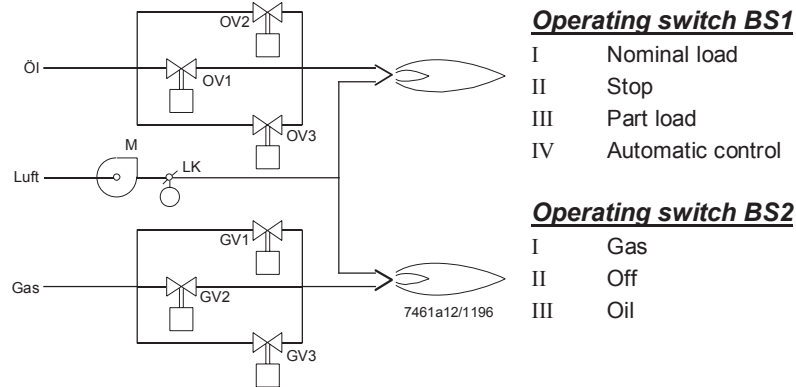 OV2
Öl
OV1
OV3
M
LK
Luft
GV1
Gas
GV2
7461a12/1196
GV3
Operating switch BS1
I Nominal load
II Stop
III Part load
IV Automatic control
Operating switch BS2
I Gas
II Off
III Oil